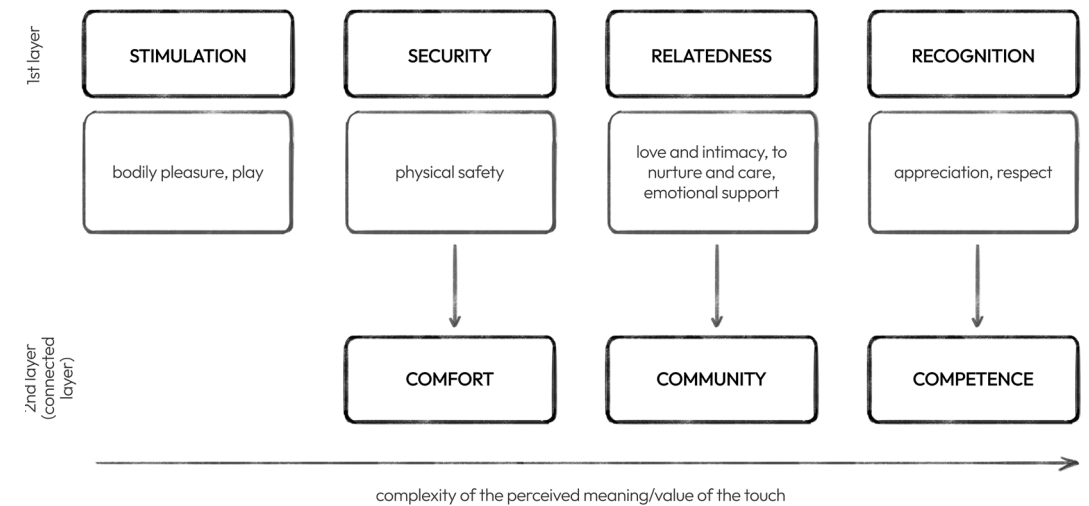 1st layer
STIMULATION
SECURITY
RELATEDNESS
RECOGNITION
bodily pleasure, play
physical safety
love and intimacy, to
nurture and care,
emotional support
appreciation, respect
2nd layer
(connected
layer)
COMFORT
COMMUNITY
COMPETENCE
complexity of the perceived meaning/value of the touch